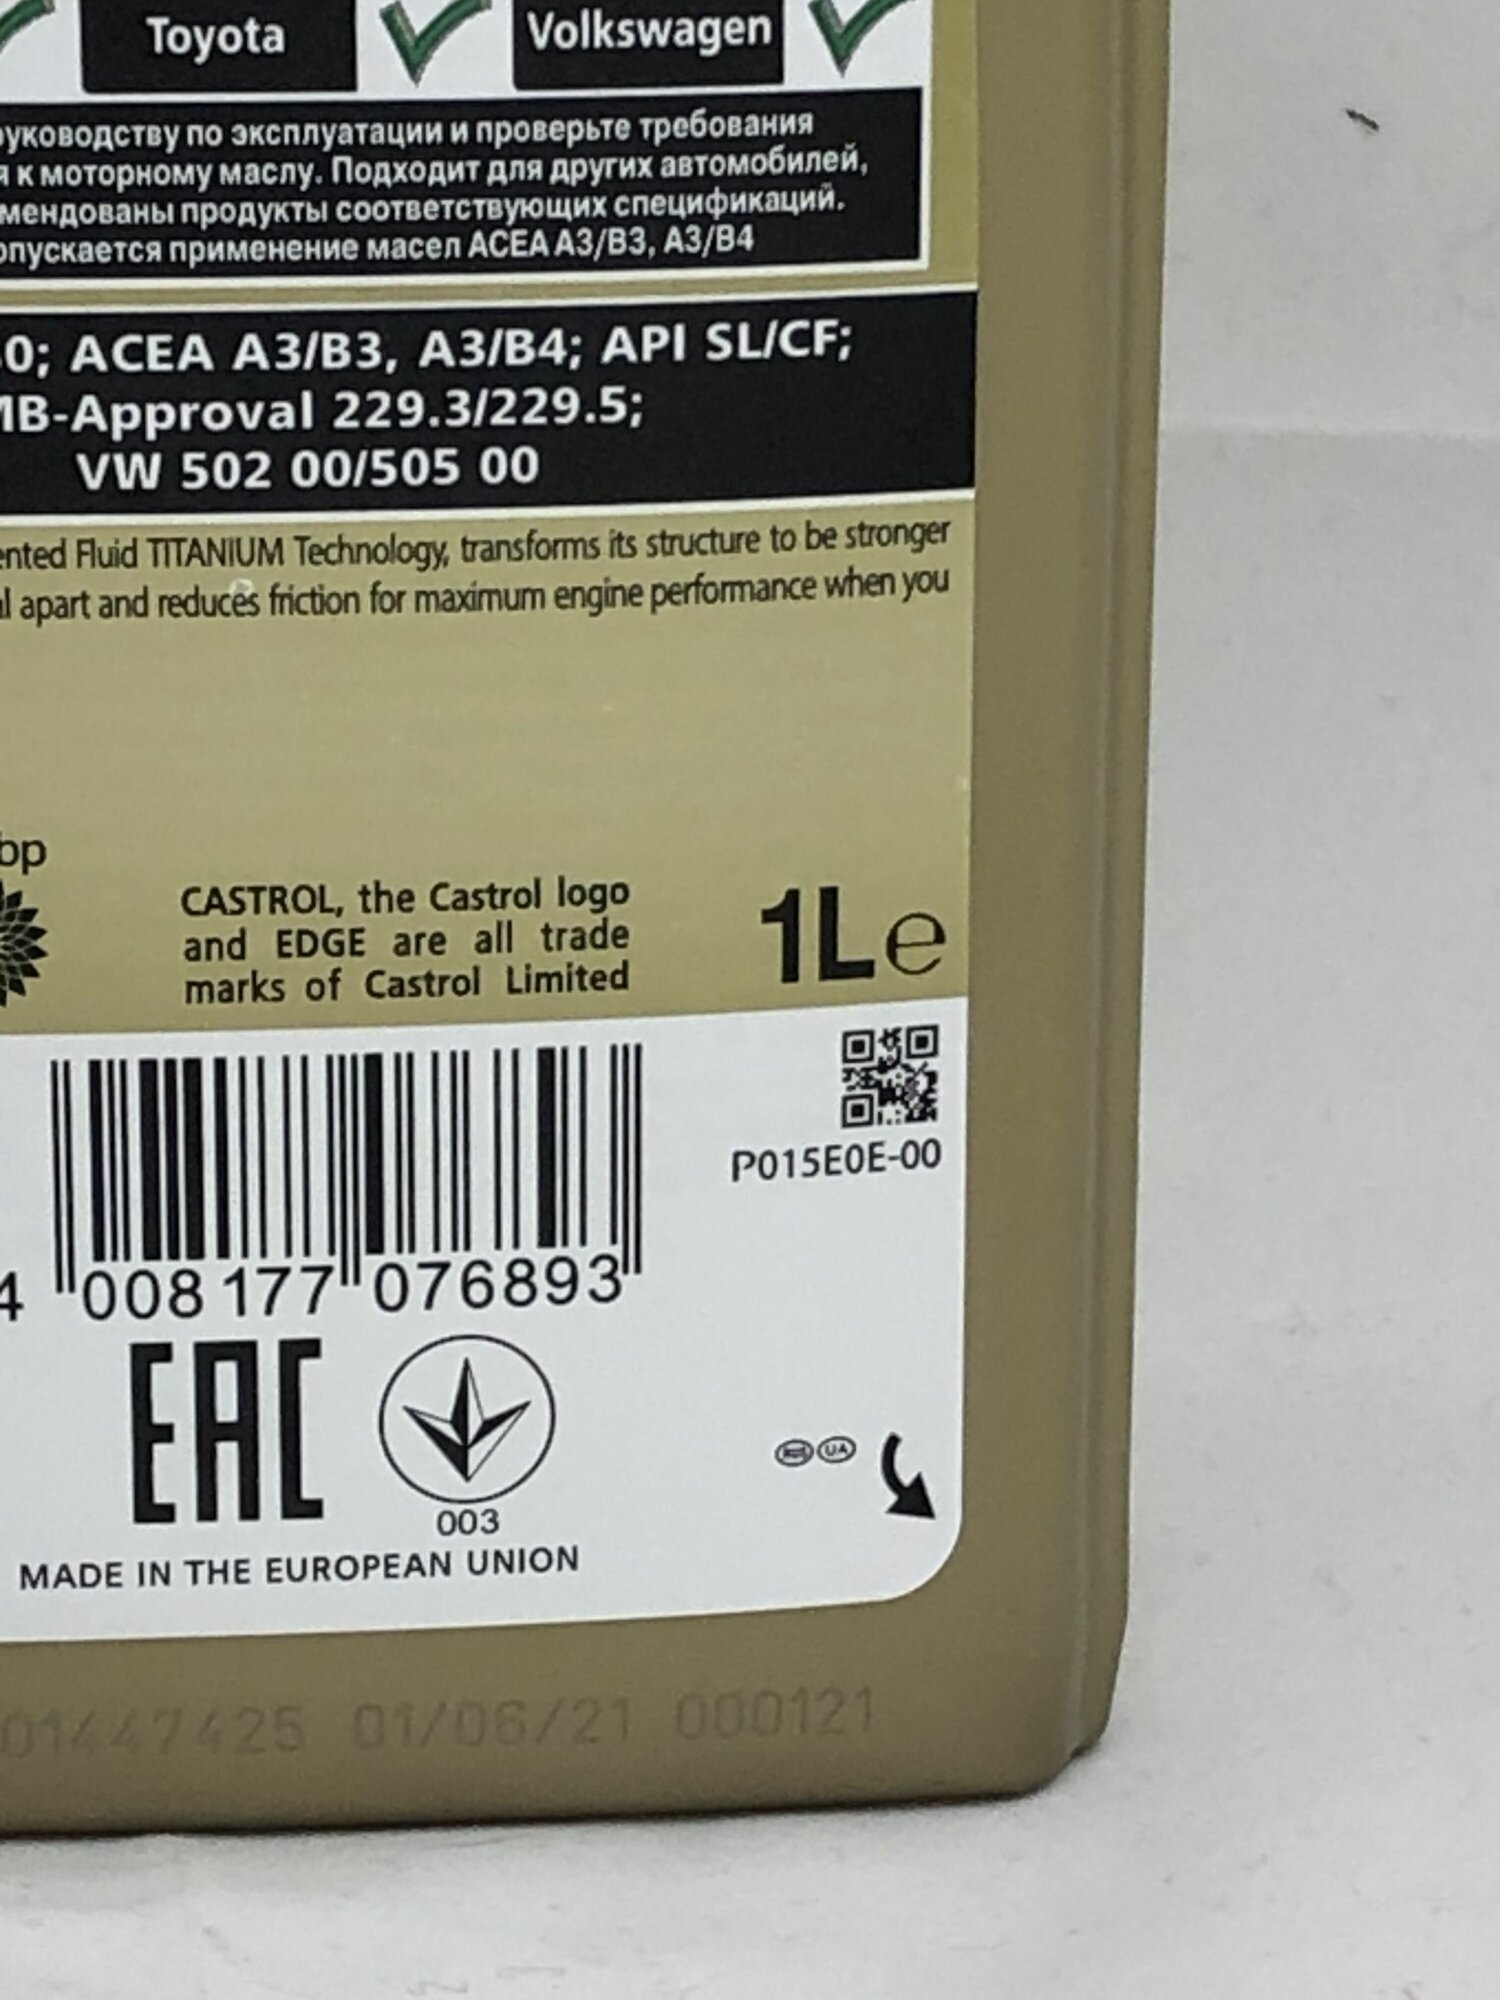 Toyota Volkswagen
руководству по эксплуатации и проверьте требования
я к моторному маслу. Подходит для других автомобилей,
мендованы продукты соответствующих спецификаций.
опускается применение масел ACEA A3/B3, A3/B4
0; ACEA A3/B3, A3/B4; API SL/CF;
MB-Approval 229.3/229.5;
VW 502 00/505 00
ented Fluid TITANIUM Technology, transforms its structure to be stronger
al apart and reduces friction for maximum engine performance when you
bp
CASTROL, the Castrol logo
and EDGE are all trade
marks of Castrol Limited
1L e
P015E0E-00
4 008177 076893
EAC
003
UA
MADE IN THE EUROPEAN UNION
01447425 01/06/21 000121